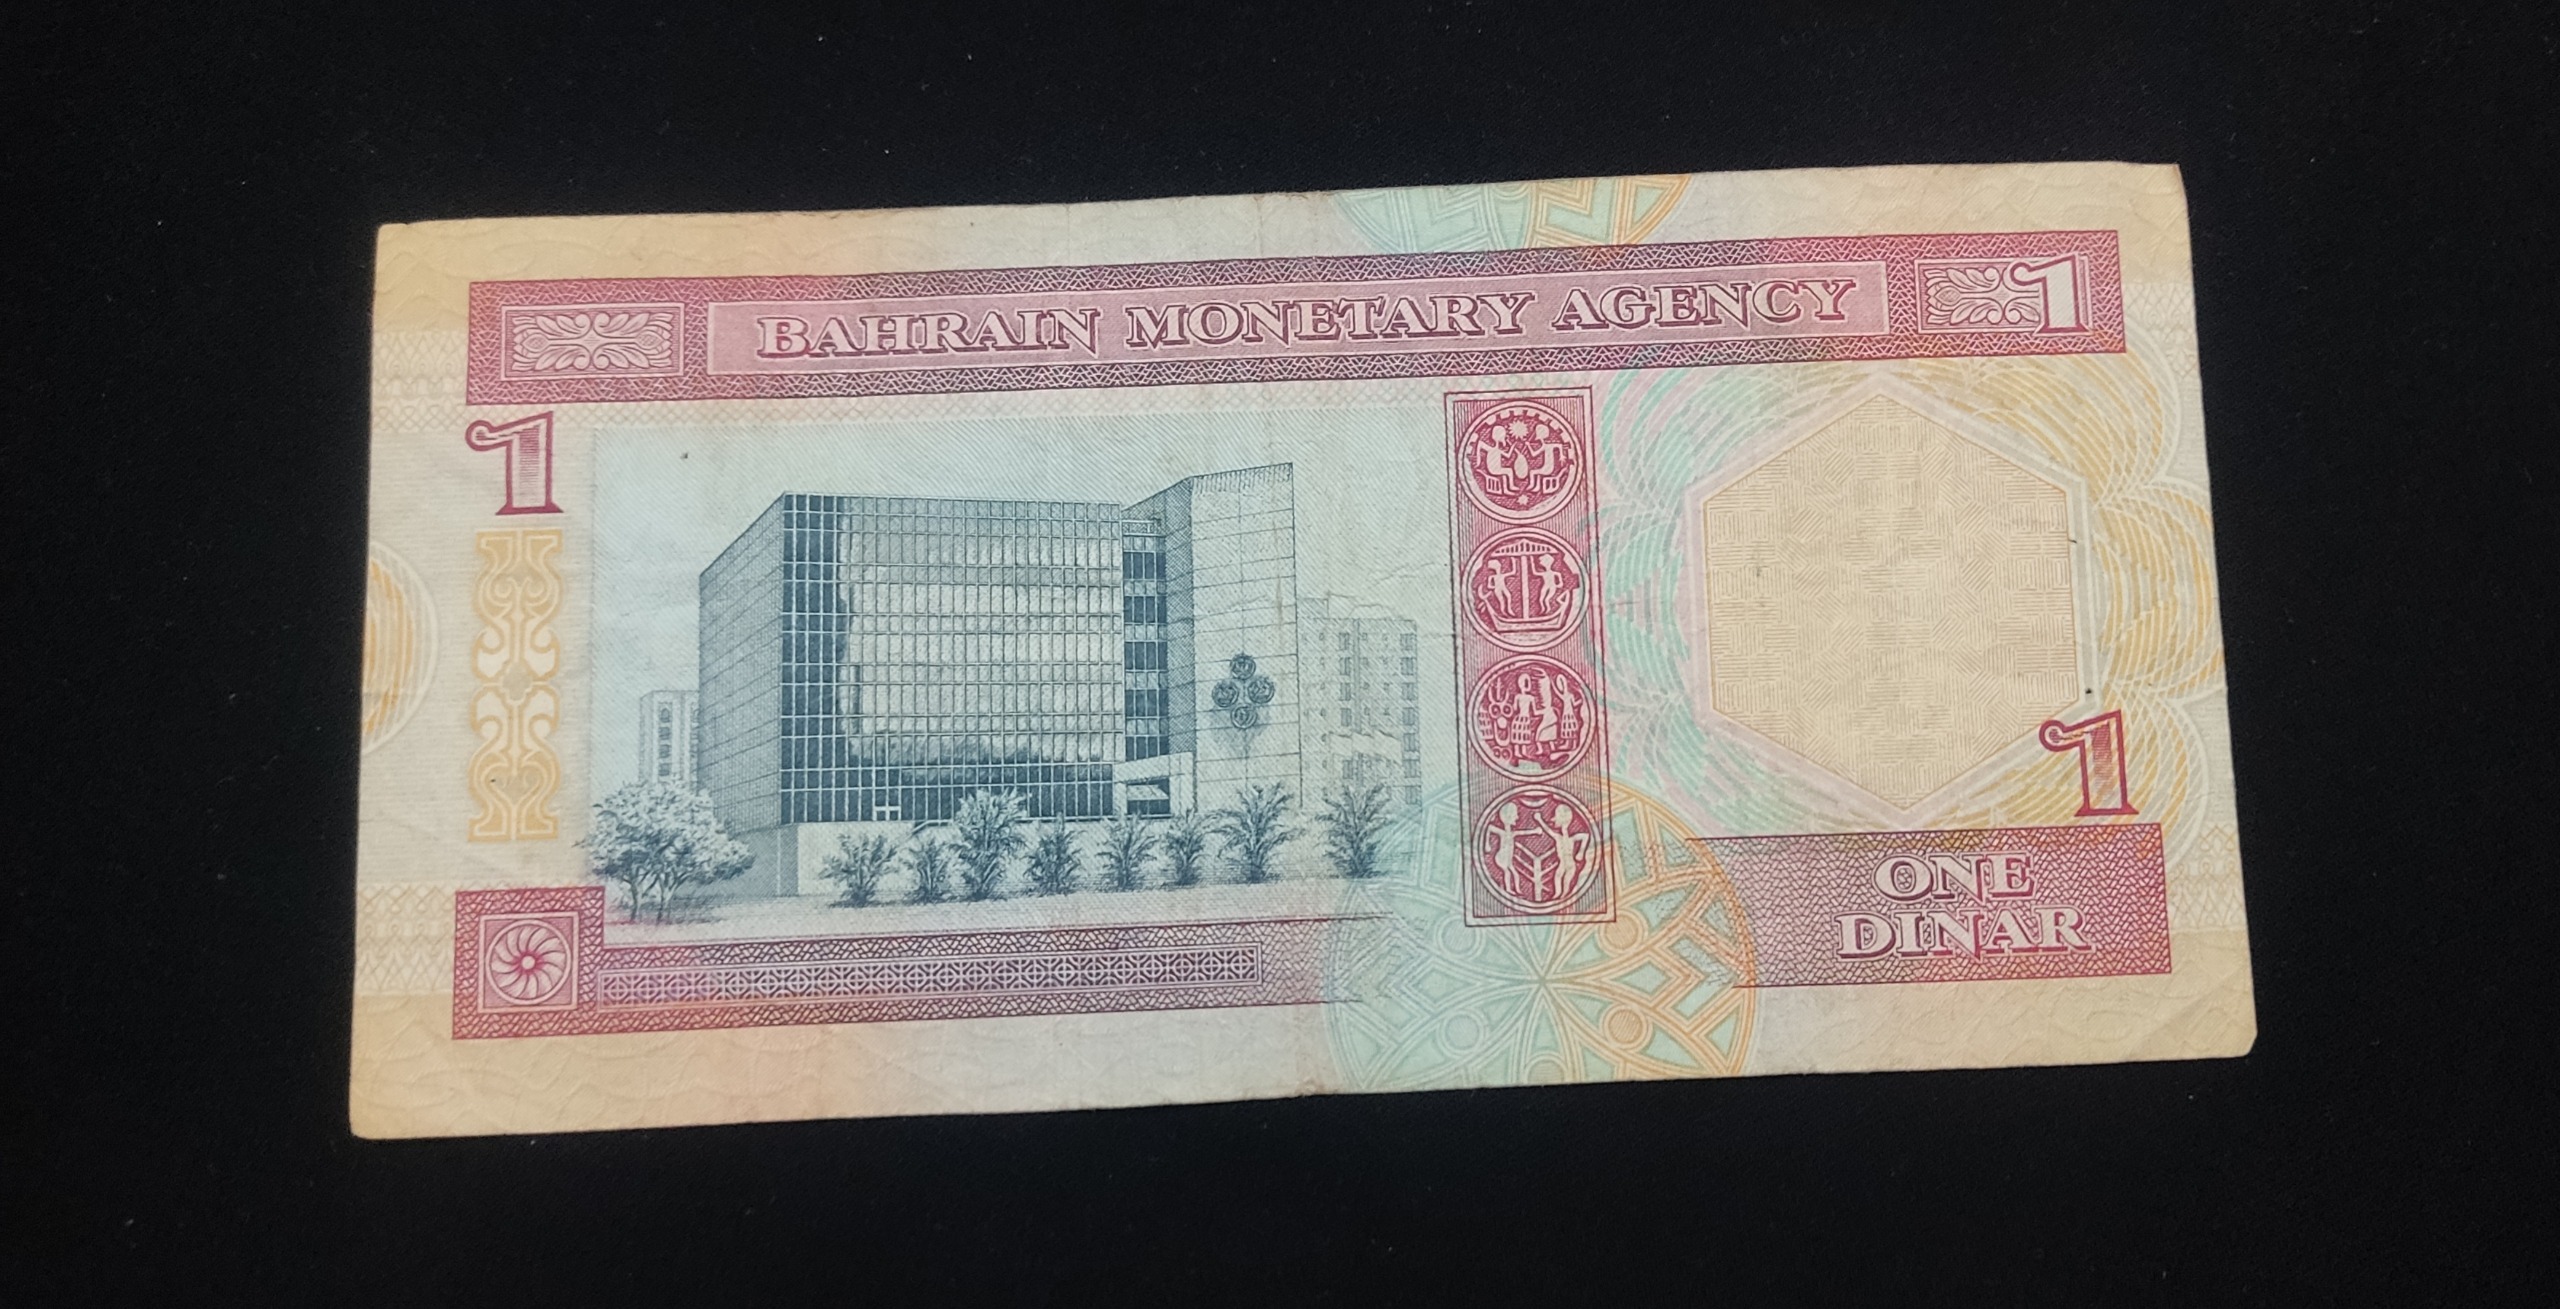 BAHRAIN MONETARY AGENCY 1
1
1
ONE
DINAR